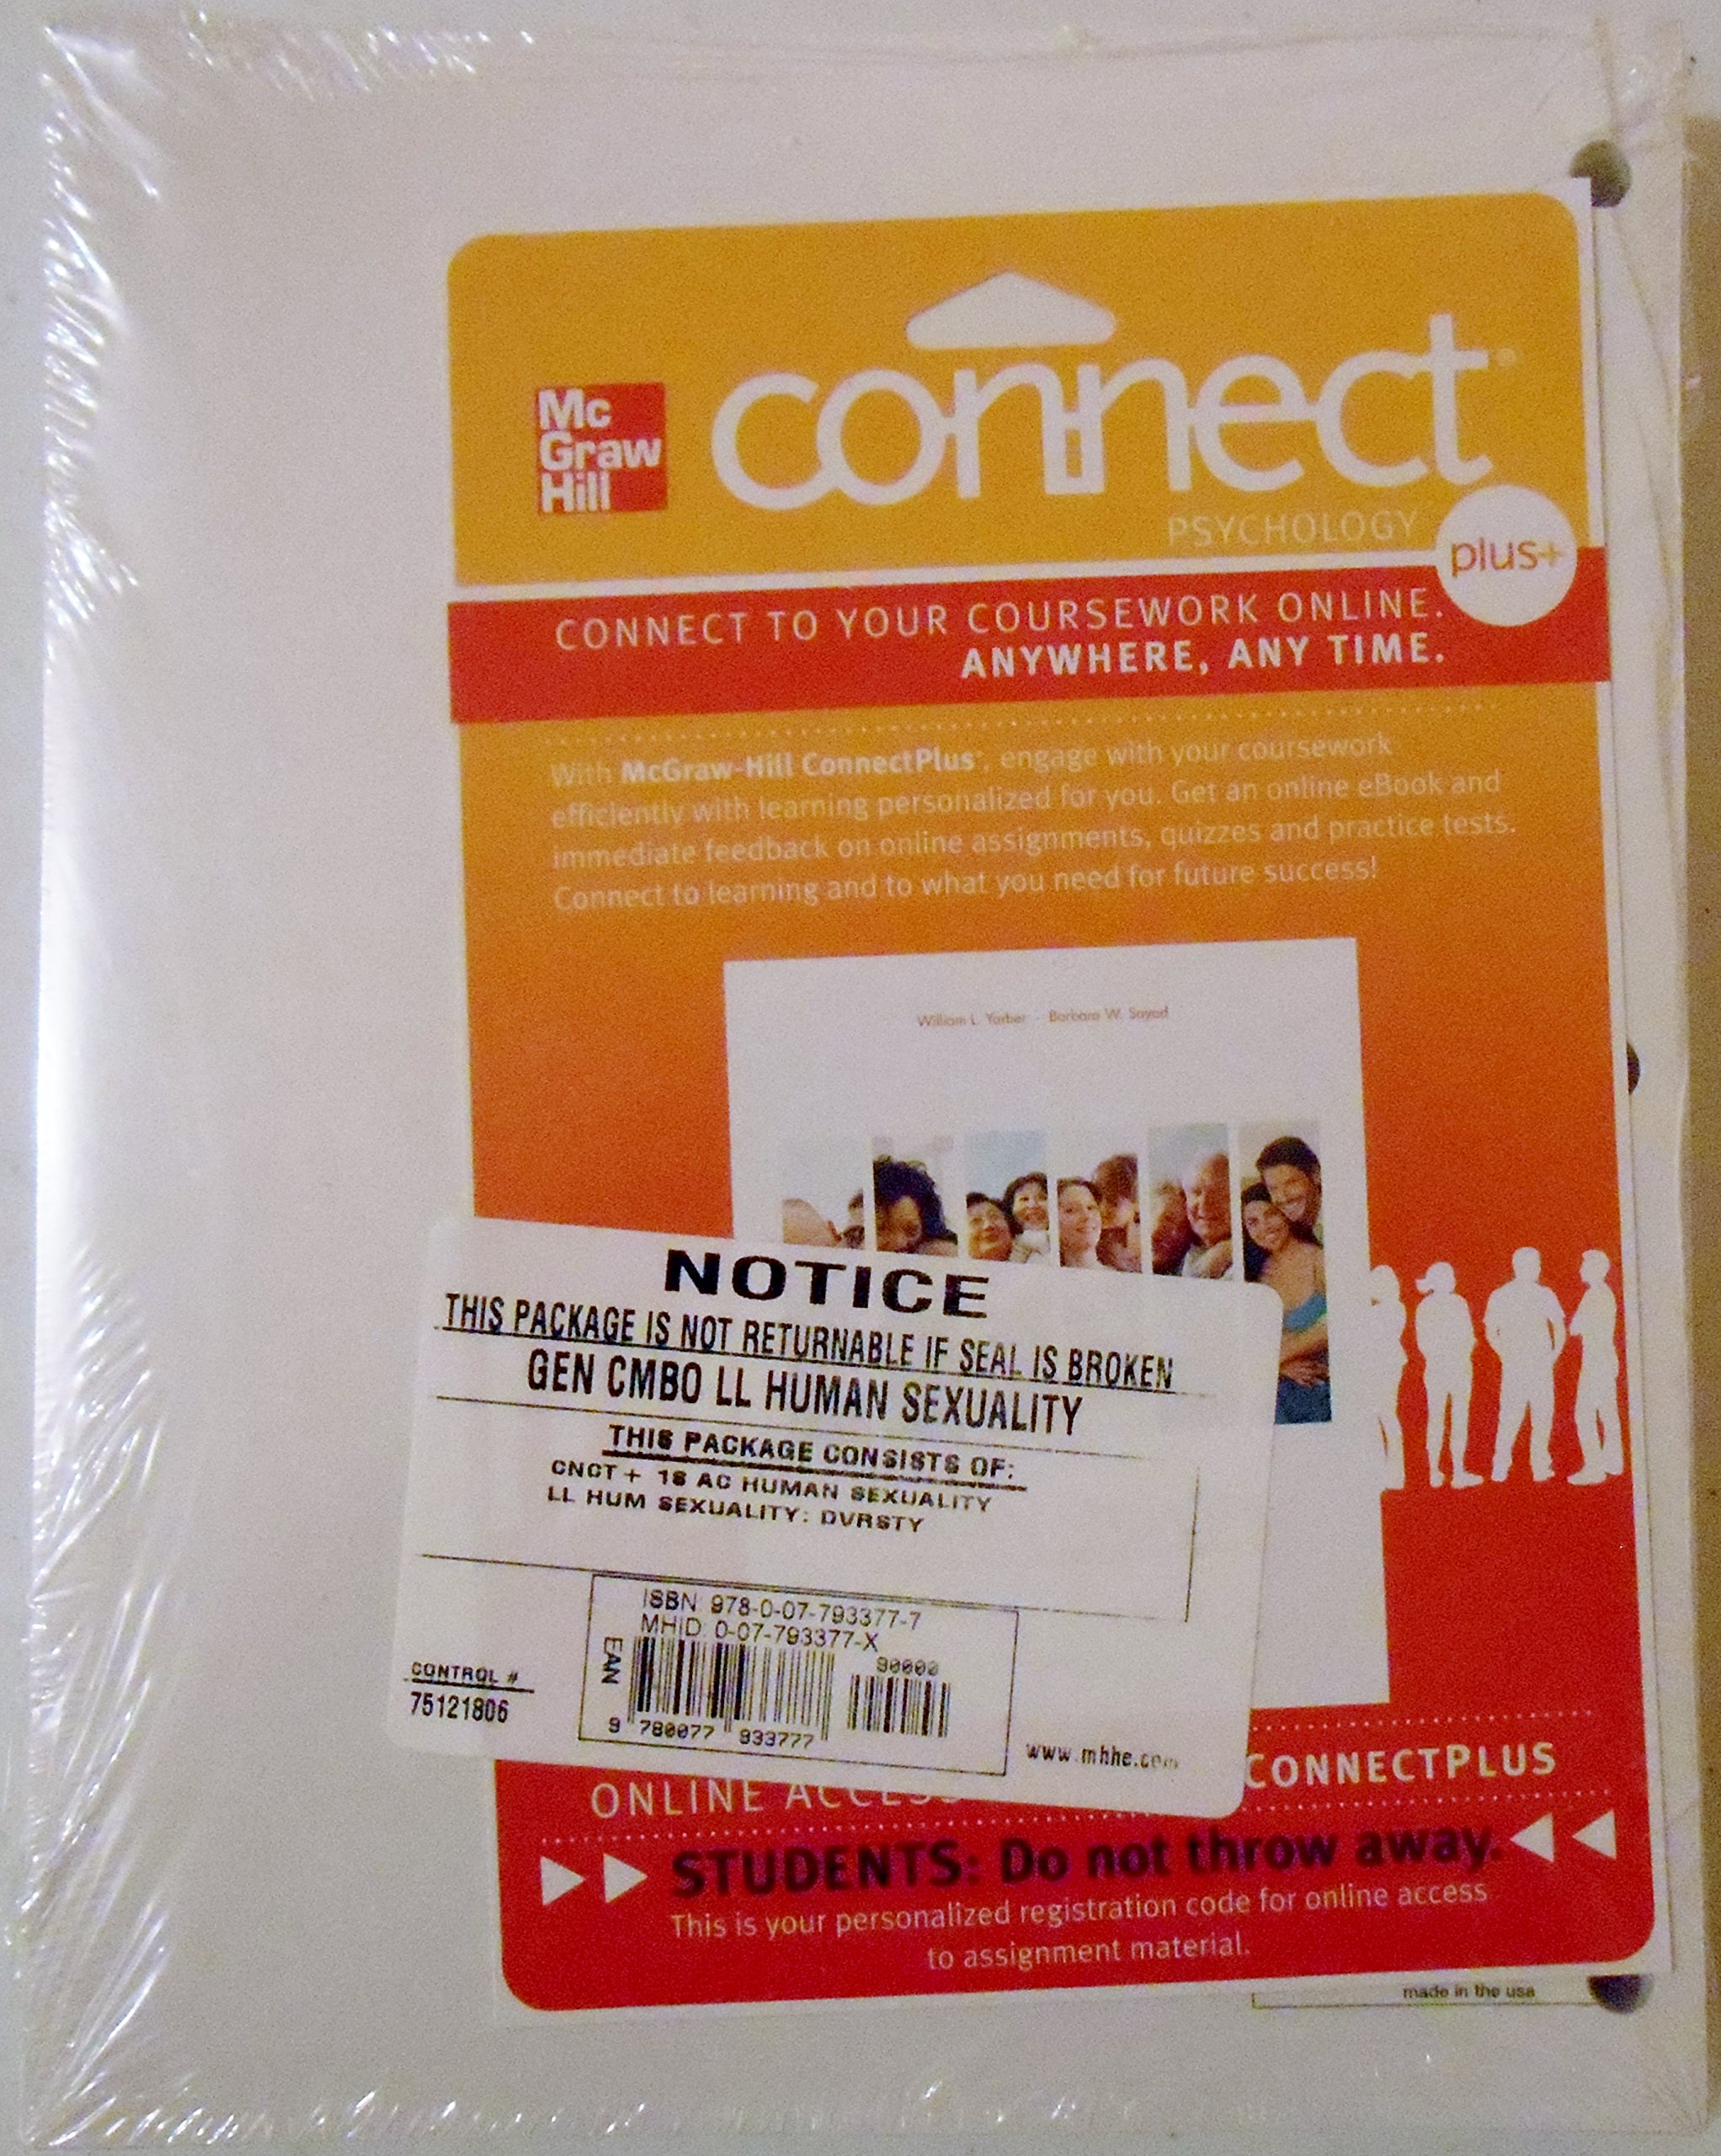 Mc
Graw
Hill
connect
PSYCHOLOGY
plus+
CONNECT TO YOUR COURSEWORK ONLINE.
ANYWHERE, ANY TIME.
With McGraw-Hill ConnectPlus®, engage with your coursework
efficiently with learning personalized for you. Get an online eBook and
immediate feedback on online assignments, quizzes and practice tests.
Connect to learning and to what you need for future success!
William L. Yarber Barbara W. Sayad
NOTICE
THIS PACKAGE IS NOT RETURNABLE IF SEAL IS BROKEN
GEN CMBO LL HUMAN SEXUALITY
THIS PACKAGE CONSISTS OF:
CNCT + 1S AC HUMAN SEXUALITY
LL HUM SEXUALITY: DVRSTY
ISBN: 978-0-07-793377-7
MHID: 0-07-793377-X
90000
EAN
9 780077 933777
CONTROL #
75121806
www.mhhe.com
ONLINE ACCESS CONNECTPLUS
STUDENTS: Do not throw away.
This is your personalized registration code for online access
to assignment material.
made in the usa